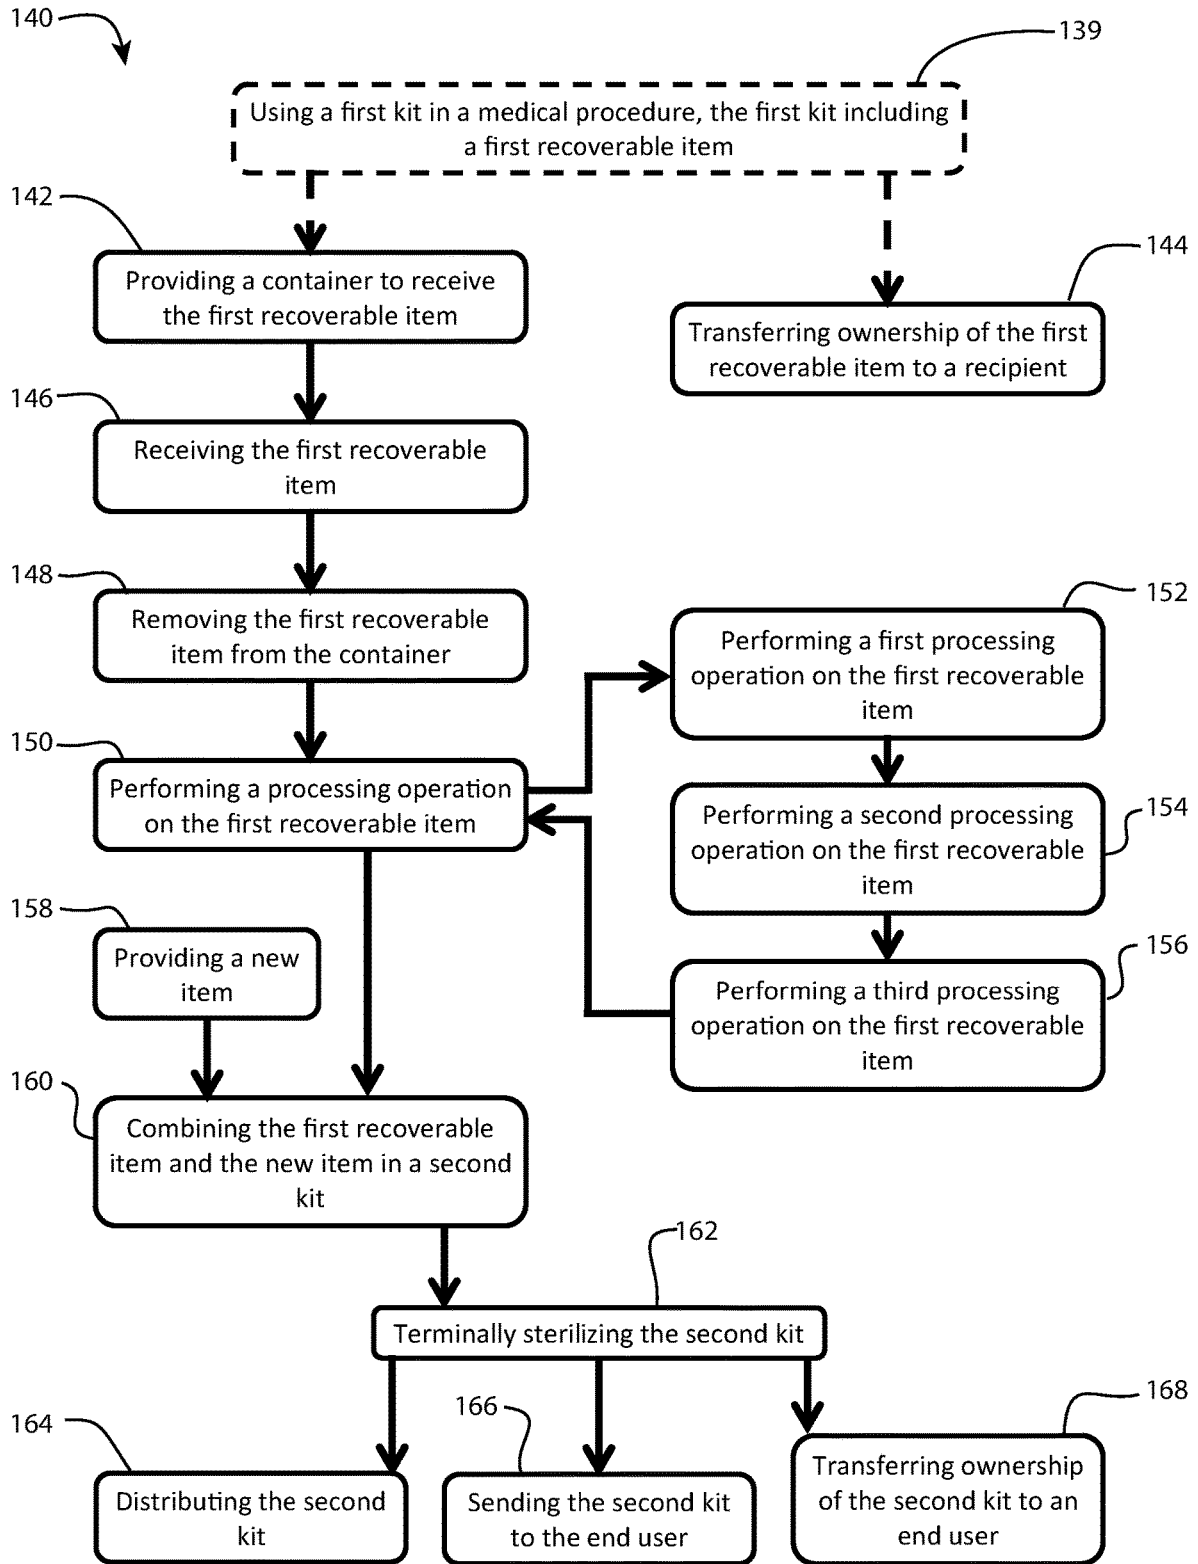 140
139
Using a first kit in a medical procedure, the first kit including
a first recoverable item
142
Providing a container to receive
the first recoverable item
144
Transferring ownership of the first
recoverable item to a recipient
146
Receiving the first recoverable
item
148
Removing the first recoverable
item from the container
152
Performing a first processing
operation on the first recoverable
item
150
Performing a processing operation
on the first recoverable item
154
Performing a second processing
operation on the first recoverable
item
158
Providing a new
item
156
Performing a third processing
operation on the first recoverable
item
160
Combining the first recoverable
item and the new item in a second
kit
162
Terminally sterilizing the second kit
164
Distributing the second
kit
166
Sending the second kit
to the end user
168
Transferring ownership
of the second kit to an
end user